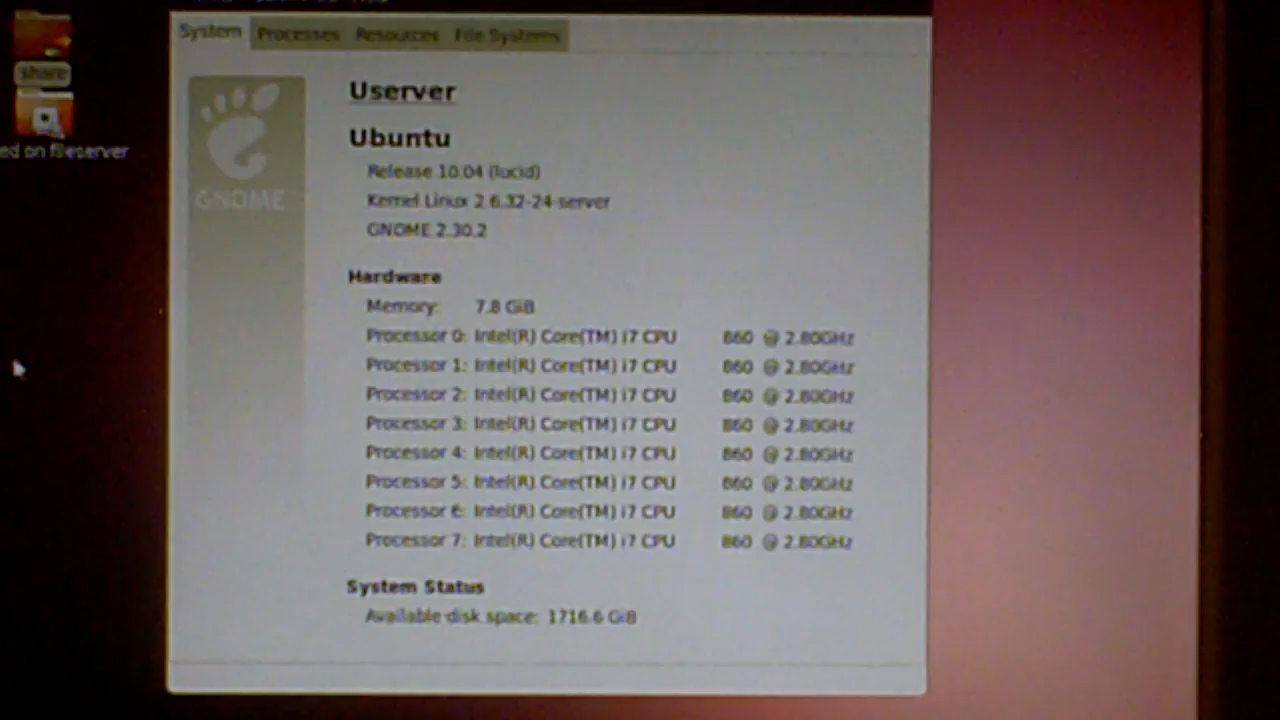 System Processes Resources File Systems
share
ed on fileserver
GNOME
Userver
Ubuntu
Release 10.04 (lucid)
Kernel Linux 2.6.32-24-server
GNOME 2.30.2
Hardware
Memory: 7.8 GiB
Processor 0: Intel(R) Core(TM) i7 CPU 860 @ 2.80GHz
Processor 1: Intel(R) Core(TM) i7 CPU 860 @ 2.80GHz
Processor 2: Intel(R) Core(TM) i7 CPU 860 @ 2.80GHz
Processor 3: Intel(R) Core(TM) i7 CPU 860 @ 2.80GHz
Processor 4: Intel(R) Core(TM) i7 CPU 860 @ 2.80GHz
Processor 5: Intel(R) Core(TM) i7 CPU 860 @ 2.80GHz
Processor 6: Intel(R) Core(TM) i7 CPU 860 @ 2.80GHz
Processor 7: Intel(R) Core(TM) i7 CPU 860 @ 2.80GHz
System Status
Available disk space: 1716.6 GiB